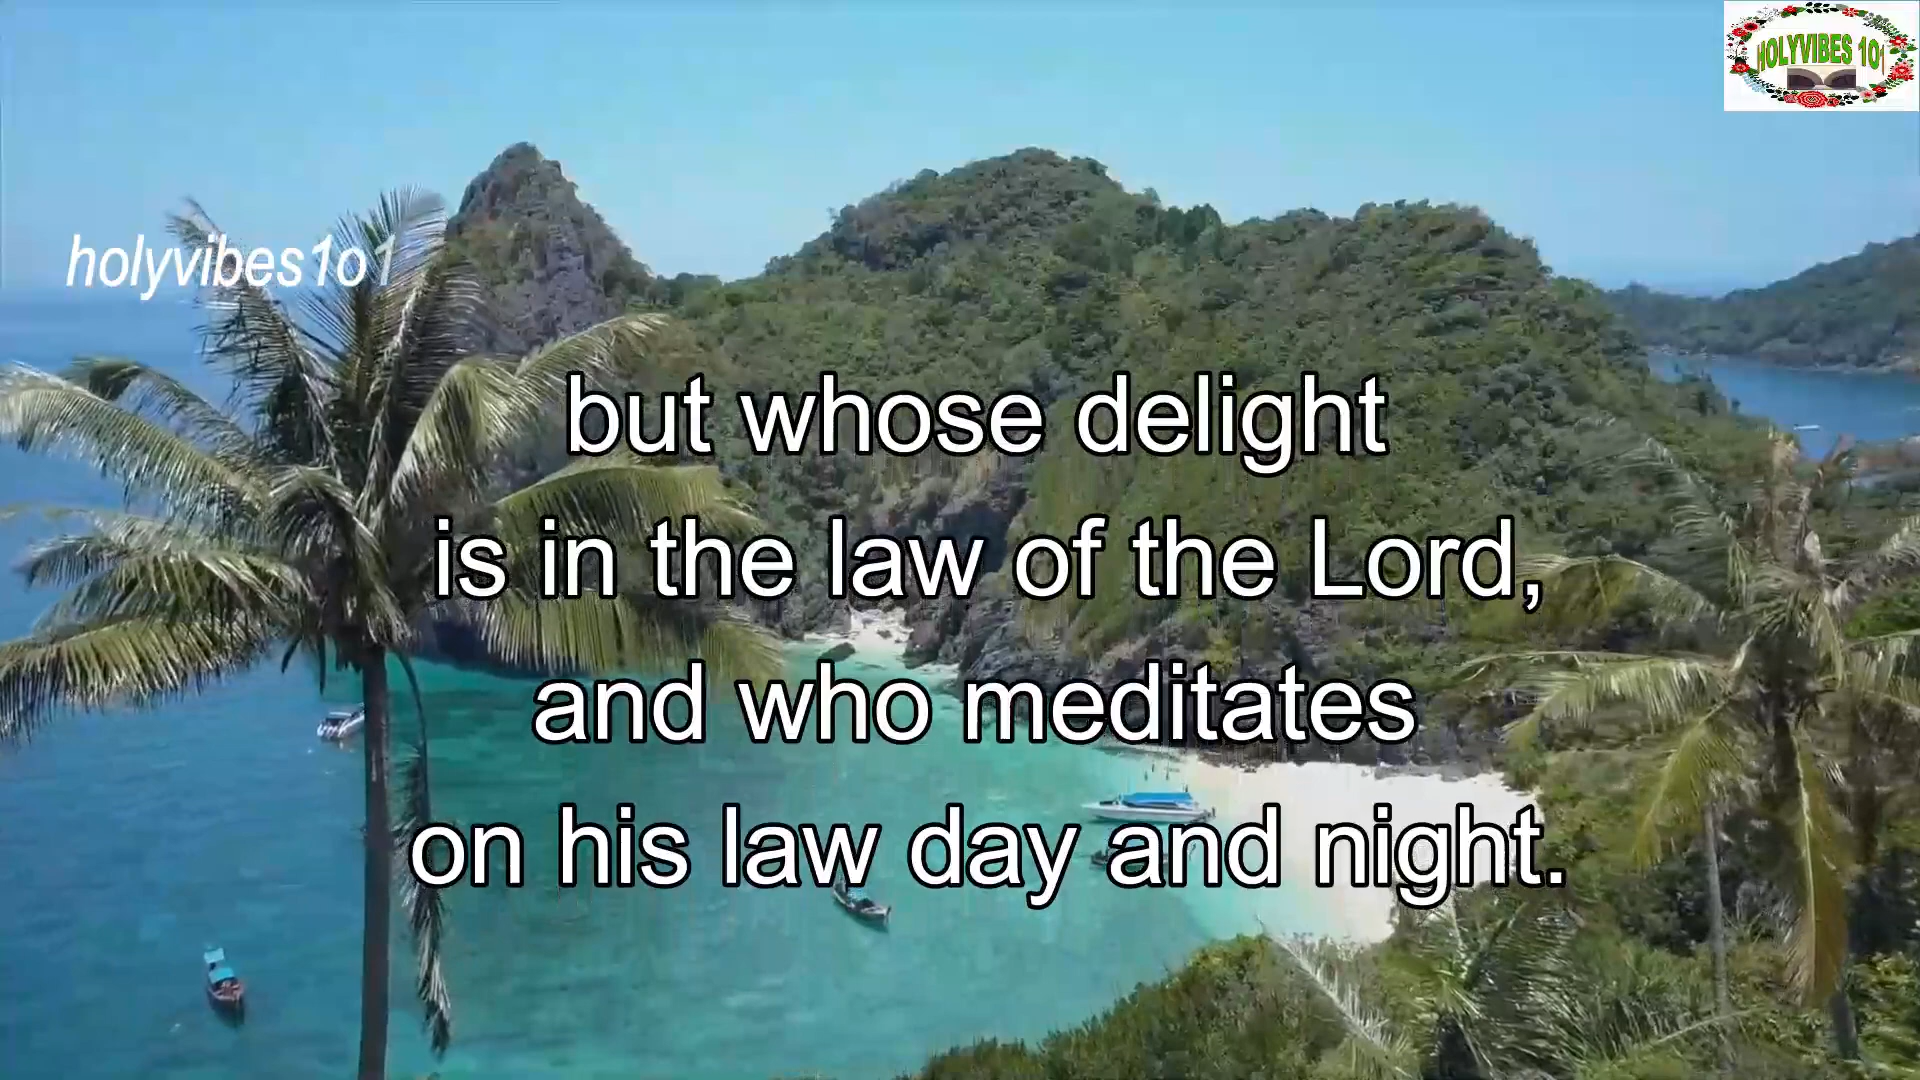 HOLYVIBES 101
holyvibes1o1
but whose delight
is in the law of the Lord,
and who meditates
on his law day and night.